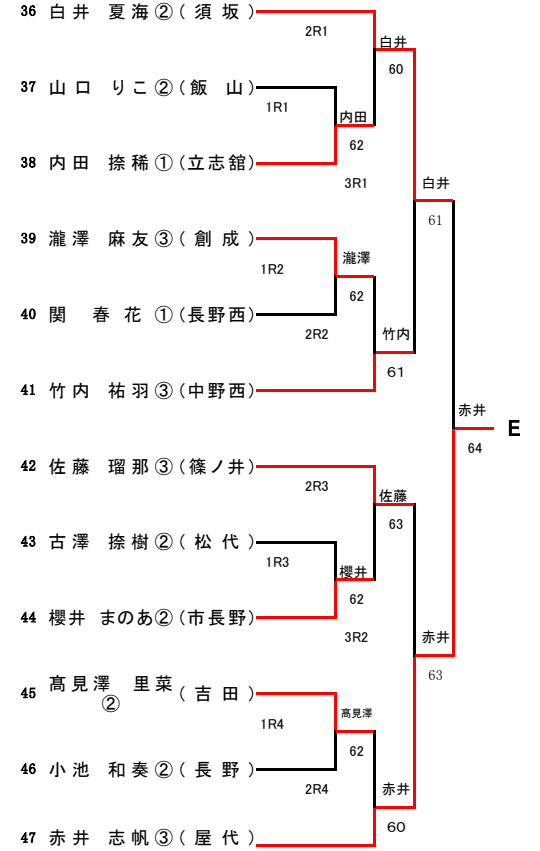 36 白井 夏海②(須坂)
2R1
白井
60
37 山口 りこ②(飯 山)
1R1
内田
62
38 内田 捺稀①(立志舘)
3R1
白井
61
39 瀧澤 麻友③(創成)
1R2
瀧澤
62
40 関 春花①(長野西)
2R2
竹内
61
41 竹内 祐羽③(中野西)
赤井
E
64
42 佐藤 瑠那③(篠ノ井)
2R3
佐藤
63
43 古澤 捺樹②(松代)
1R3
櫻井
62
44 櫻井 まのあ②(市長野)
3R2
赤井
63
45 髙見澤 里菜②(吉田)
1R4
髙見澤
62
46 小池 和奏②(長野)
2R4
赤井
60
47 赤井 志帆③(屋代)